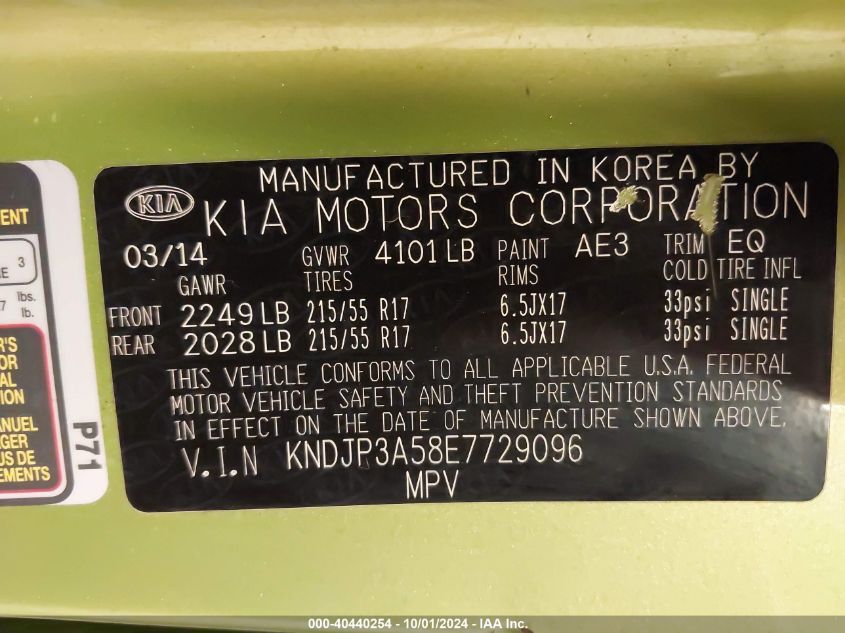 MANUFACTURED IN KOREA BY
KIA KIA MOTORS CORPORATION
03/14 GVWR 4101 LB PAINT AE3 TRIM EQ
GAWR TIRES RIMS COLD TIRE INFL
FRONT 2249 LB 215/55 R17 6.5JX17 33psi SINGLE
REAR 2028 LB 215/55 R17 6.5JX17 33psi SINGLE
THIS VEHICLE CONFORMS TO ALL APPLICABLE U.S.A. FEDERAL
MOTOR VEHICLE SAFETY AND THEFT PREVENTION STANDARDS
IN EFFECT ON THE DATE OF MANUFACTURE SHOWN ABOVE.
V.I.N KNDJP3A58E7729096
MPV
3
lbs.
lb.
MANUEL
P71
000-40440254 - 10/01/2024 - IAA Inc.